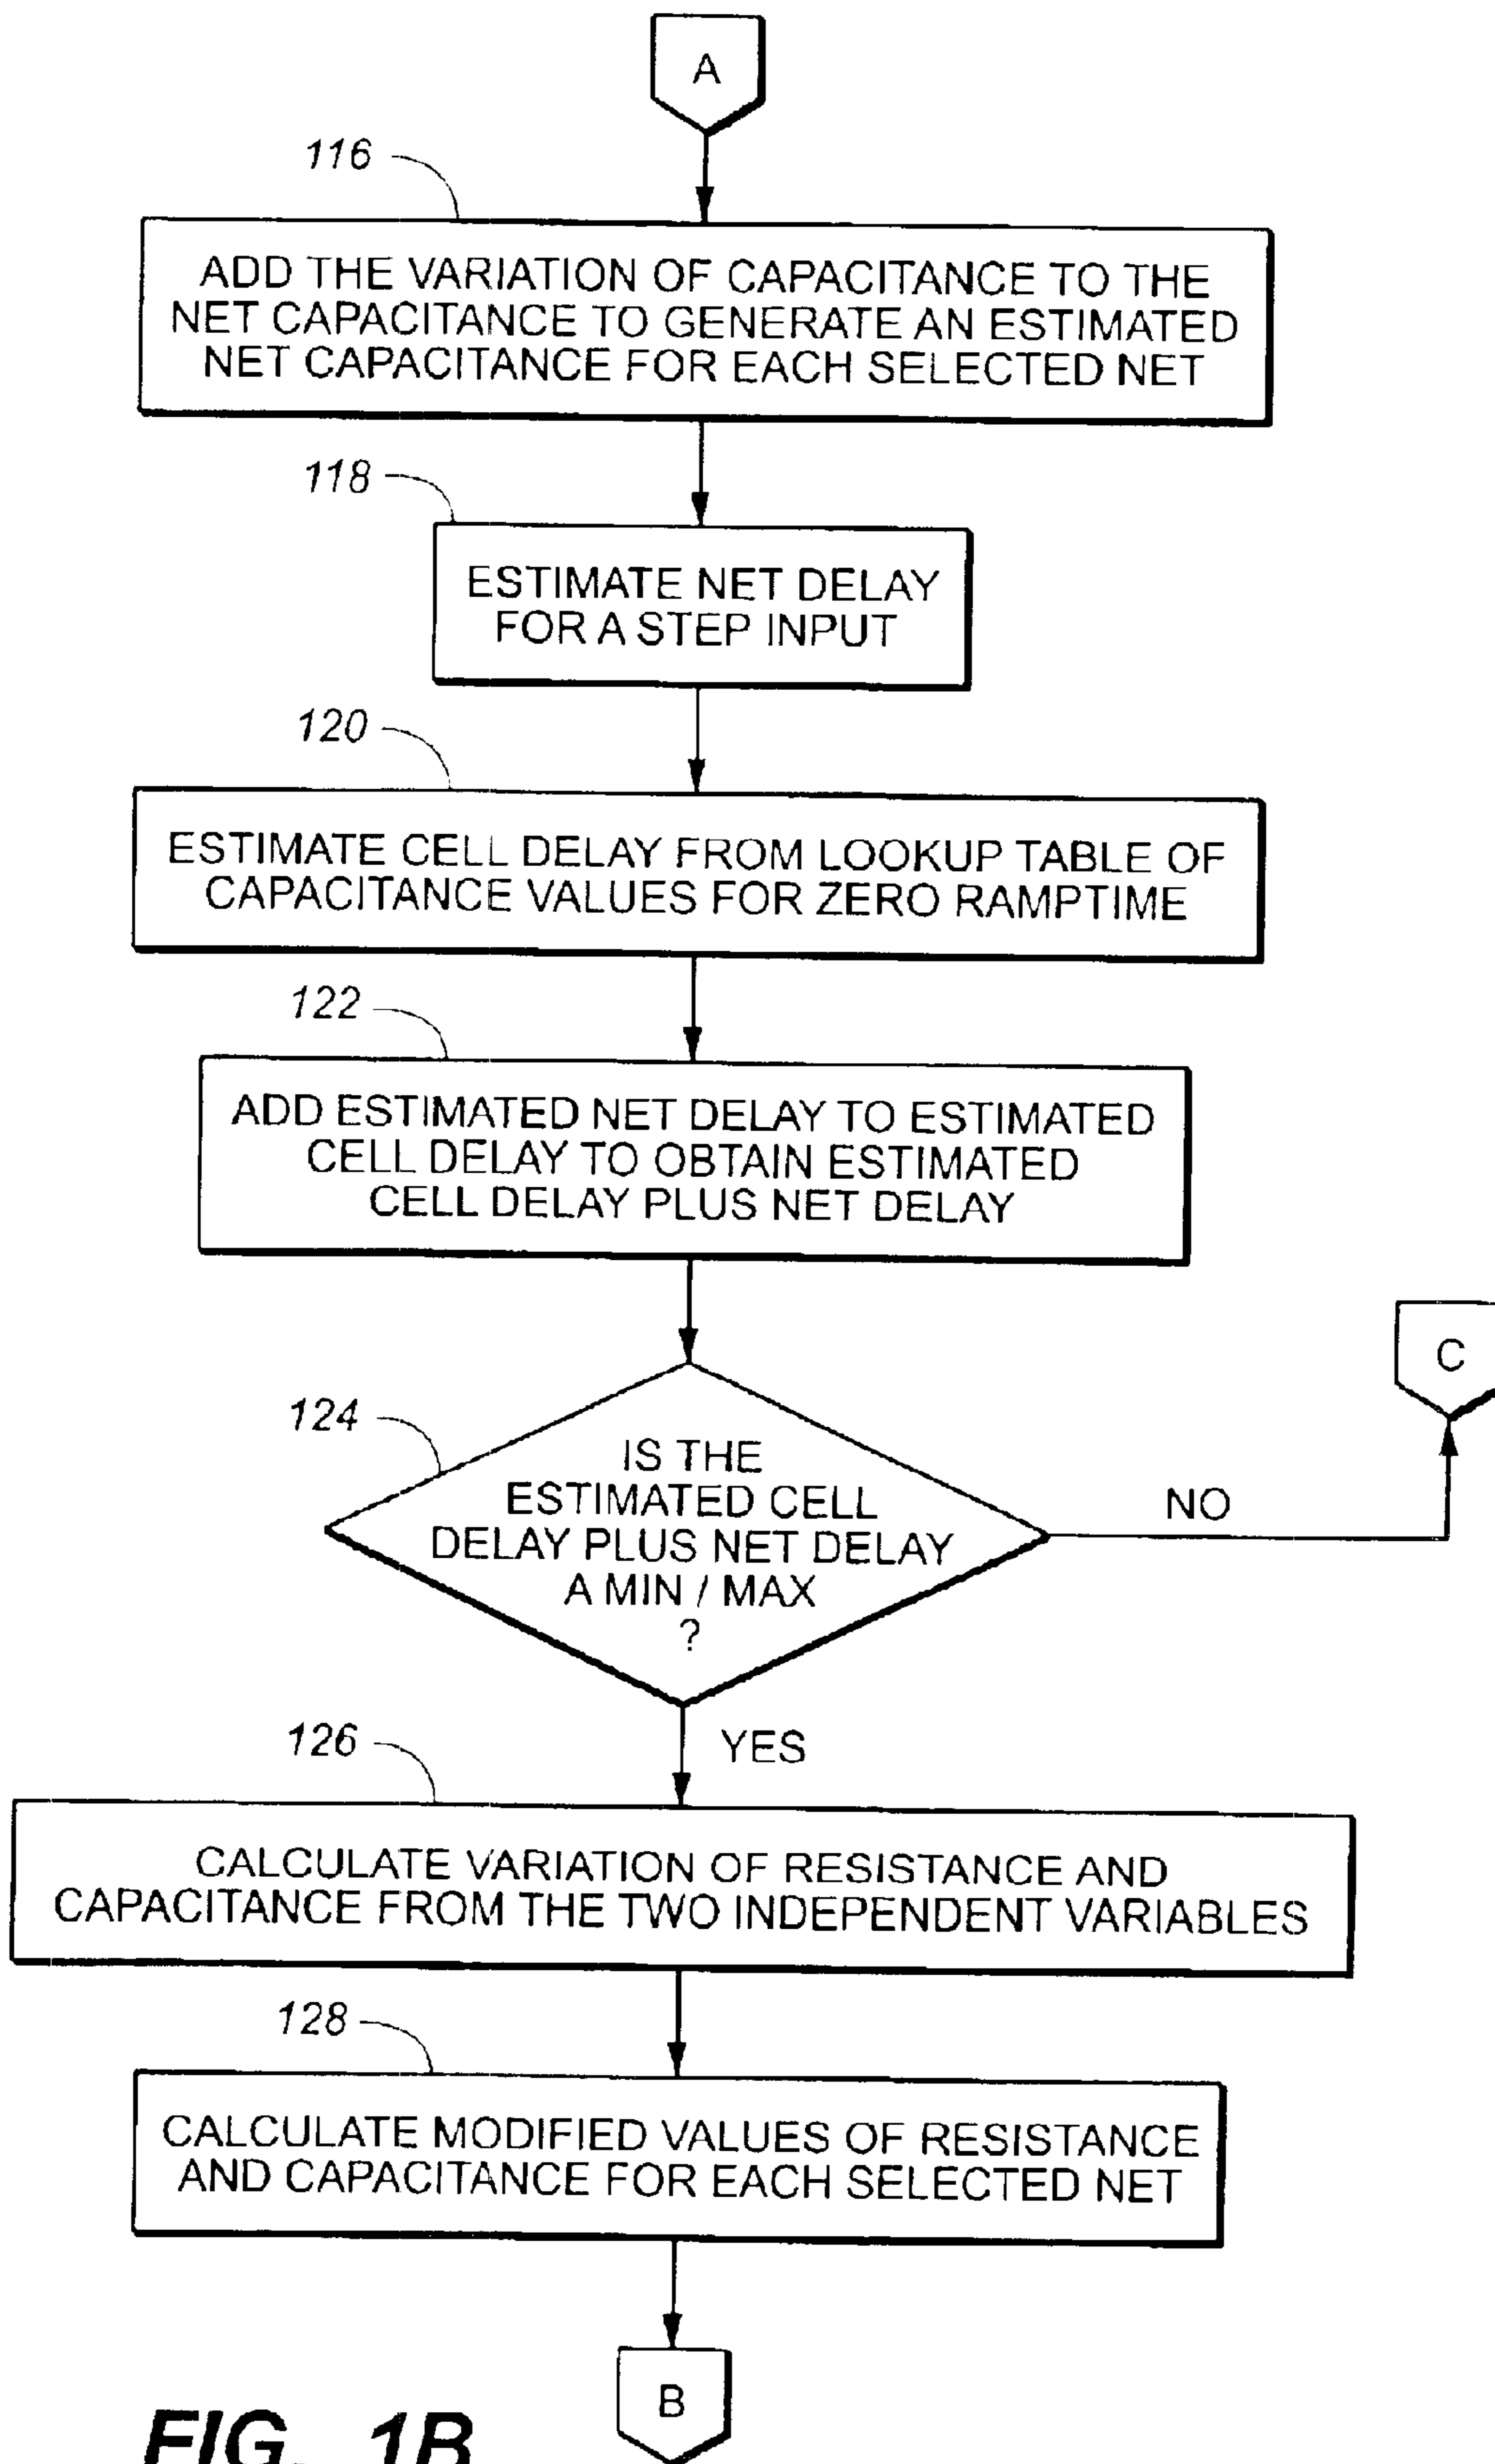 A
116
ADD THE VARIATION OF CAPACITANCE TO THE
NET CAPACITANCE TO GENERATE AN ESTIMATED
NET CAPACITANCE FOR EACH SELECTED NET
118
ESTIMATE NET DELAY
FOR A STEP INPUT
120
ESTIMATE CELL DELAY FROM LOOKUP TABLE OF
CAPACITANCE VALUES FOR ZERO RAMPTIME
122
ADD ESTIMATED NET DELAY TO ESTIMATED
CELL DELAY TO OBTAIN ESTIMATED
CELL DELAY PLUS NET DELAY
C
124
IS THE
ESTIMATED CELL
DELAY PLUS NET DELAY
A MIN / MAX
?
NO
YES
126
CALCULATE VARIATION OF RESISTANCE AND
CAPACITANCE FROM THE TWO INDEPENDENT VARIABLES
128
CALCULATE MODIFIED VALUES OF RESISTANCE
AND CAPACITANCE FOR EACH SELECTED NET
B
FIG. 1B